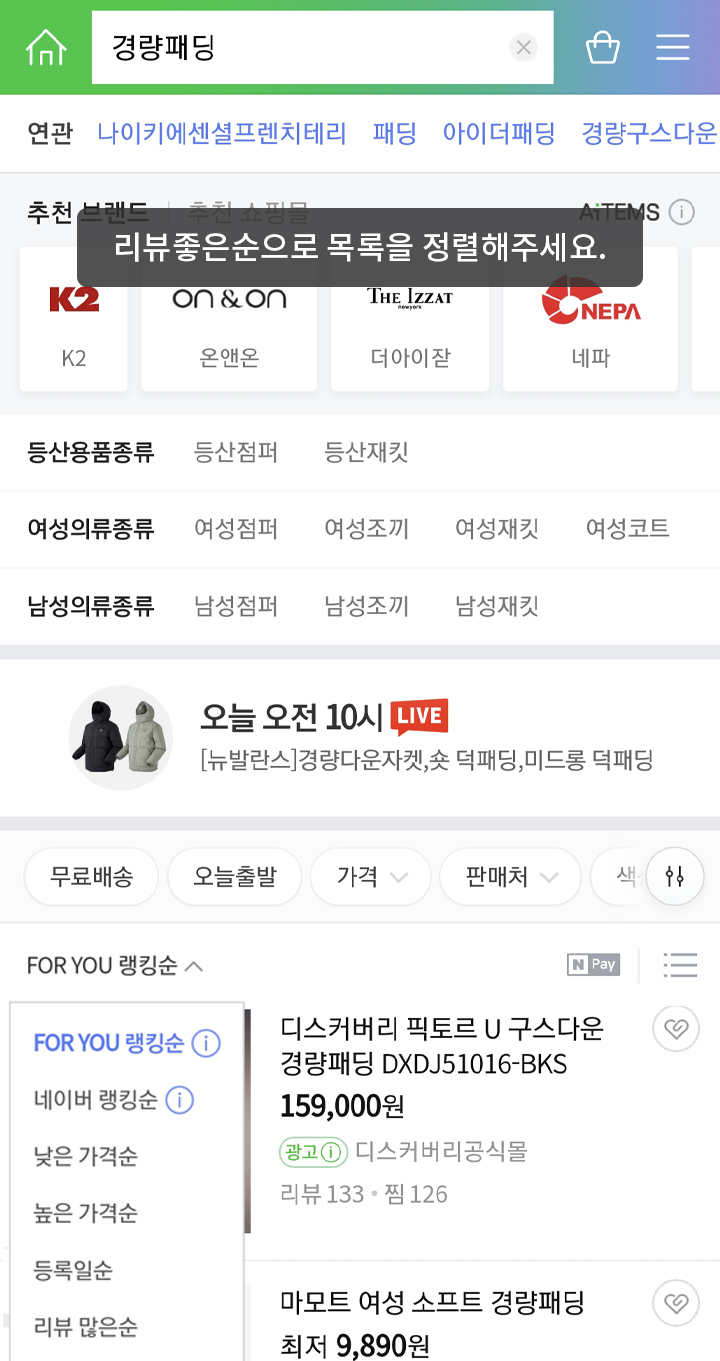 경량패딩
연관 나이키에센셜프렌치테리 패딩 아이더패딩 경량구스다운
추천 브랜드 추천 쇼핑몰 AiTEMS
리뷰좋은순으로 목록을 정렬해주세요.
K2 on & on THE IZZAT newyork NEPA
K2 온앤온 더아이잗 네파
등산용품종류 등산점퍼 등산재킷
여성의류종류 여성점퍼 여성조끼 여성재킷 여성코트
남성의류종류 남성점퍼 남성조끼 남성재킷
오늘 오전 10시 LIVE
[뉴발란스]경량다운자켓,숏 덕패딩,미드롱 덕패딩
무료배송 오늘출발 가격 판매처 색
FOR YOU 랭킹순 N Pay
FOR YOU 랭킹순
네이버 랭킹순
낮은 가격순
높은 가격순
등록일순
리뷰 많은순
디스커버리 픽토르 U 구스다운
경량패딩 DXDJ51016-BKS
159,000원
광고 디스커버리공식몰
리뷰 133 • 찜 126
마모트 여성 소프트 경량패딩
최저 9,890원